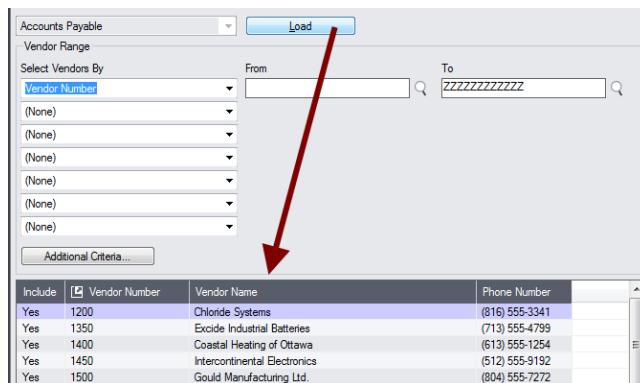 Accounts Payable Load
Vendor Range
Select Vendors By From To
Vendor Number ZZZZZZZZZZZZ
(None)
(None)
(None)
(None)
(None)
(None)
Additional Criteria...
Include Vendor Number Vendor Name Phone Number
Yes 1200 Chloride Systems (816) 555-3341
Yes 1350 Excide Industrial Batteries (713) 555-4799
Yes 1400 Coastal Heating of Ottawa (613) 555-1254
Yes 1450 Intercontinental Electronics (512) 555-9192
Yes 1500 Gould Manufacturing Ltd. (804) 555-7272